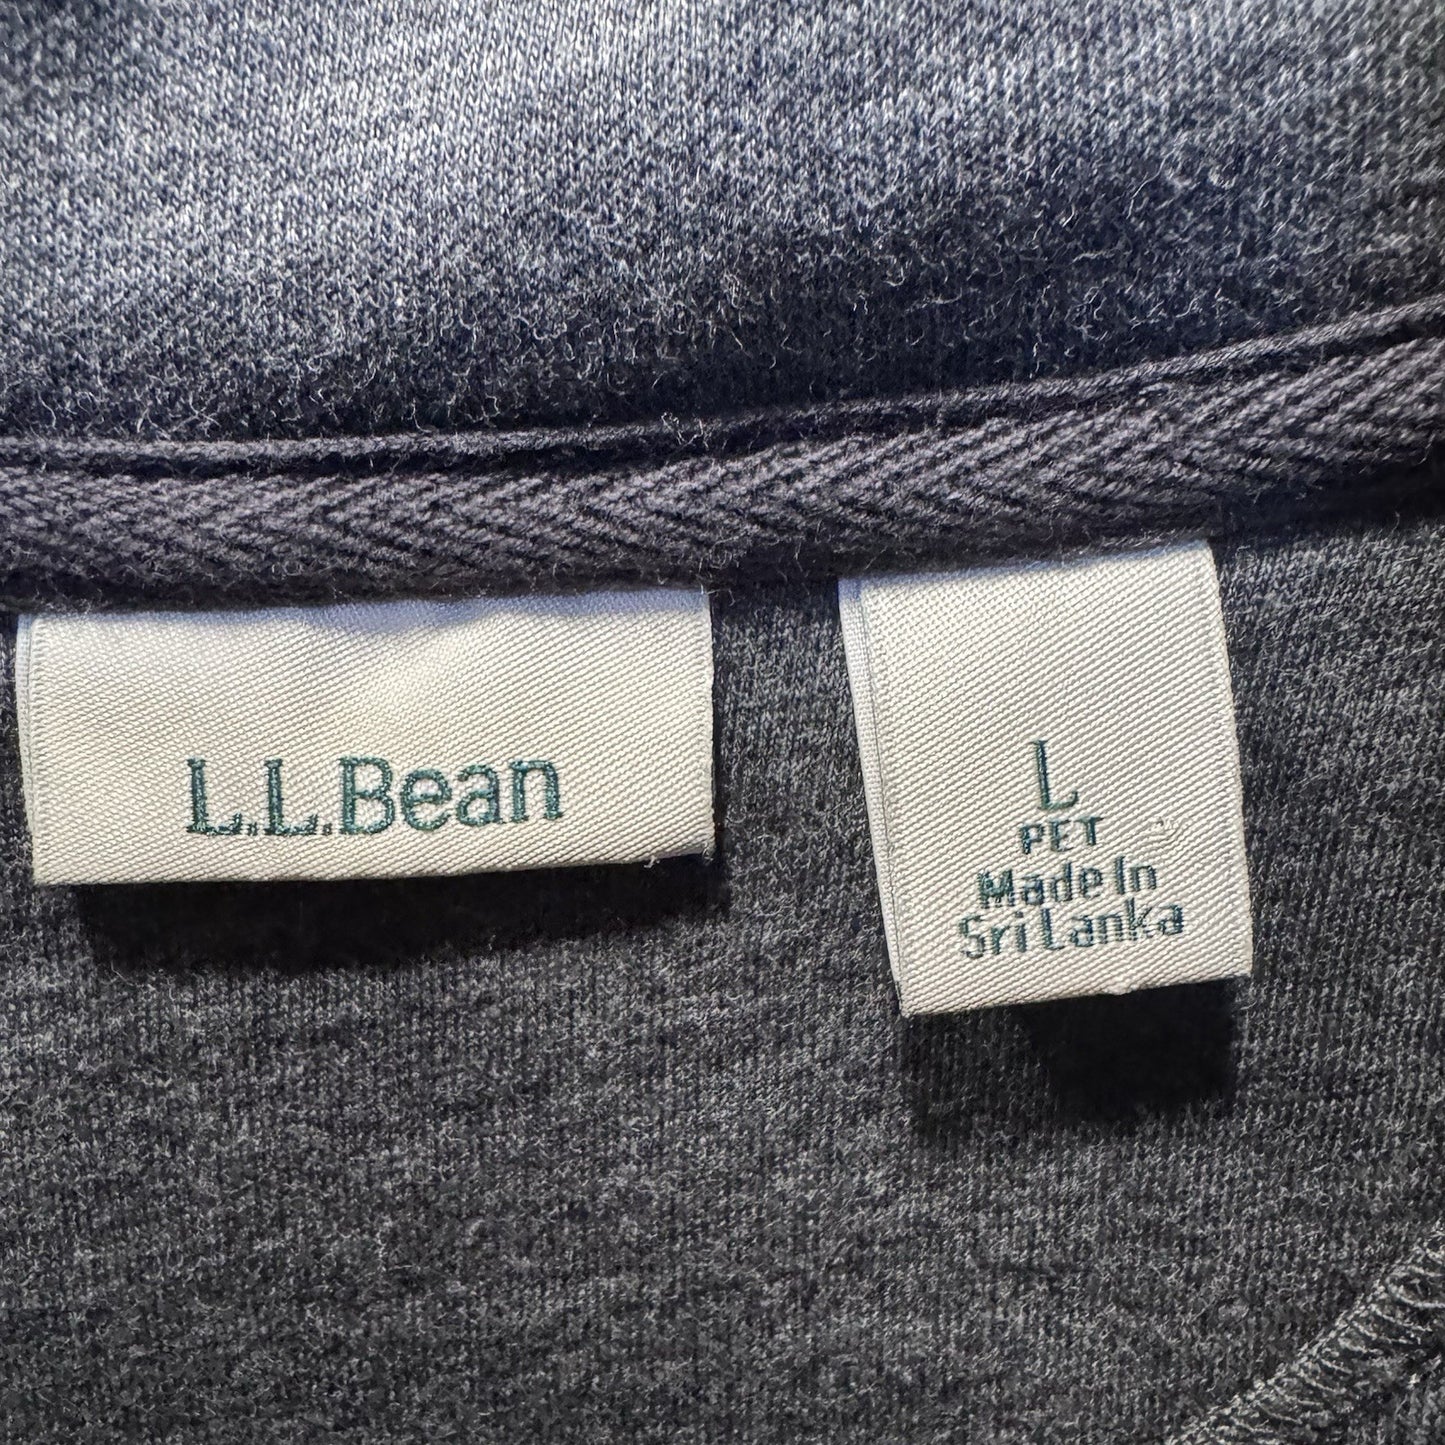 L.L.Bean
L
PET
Made In
Sri Lanka